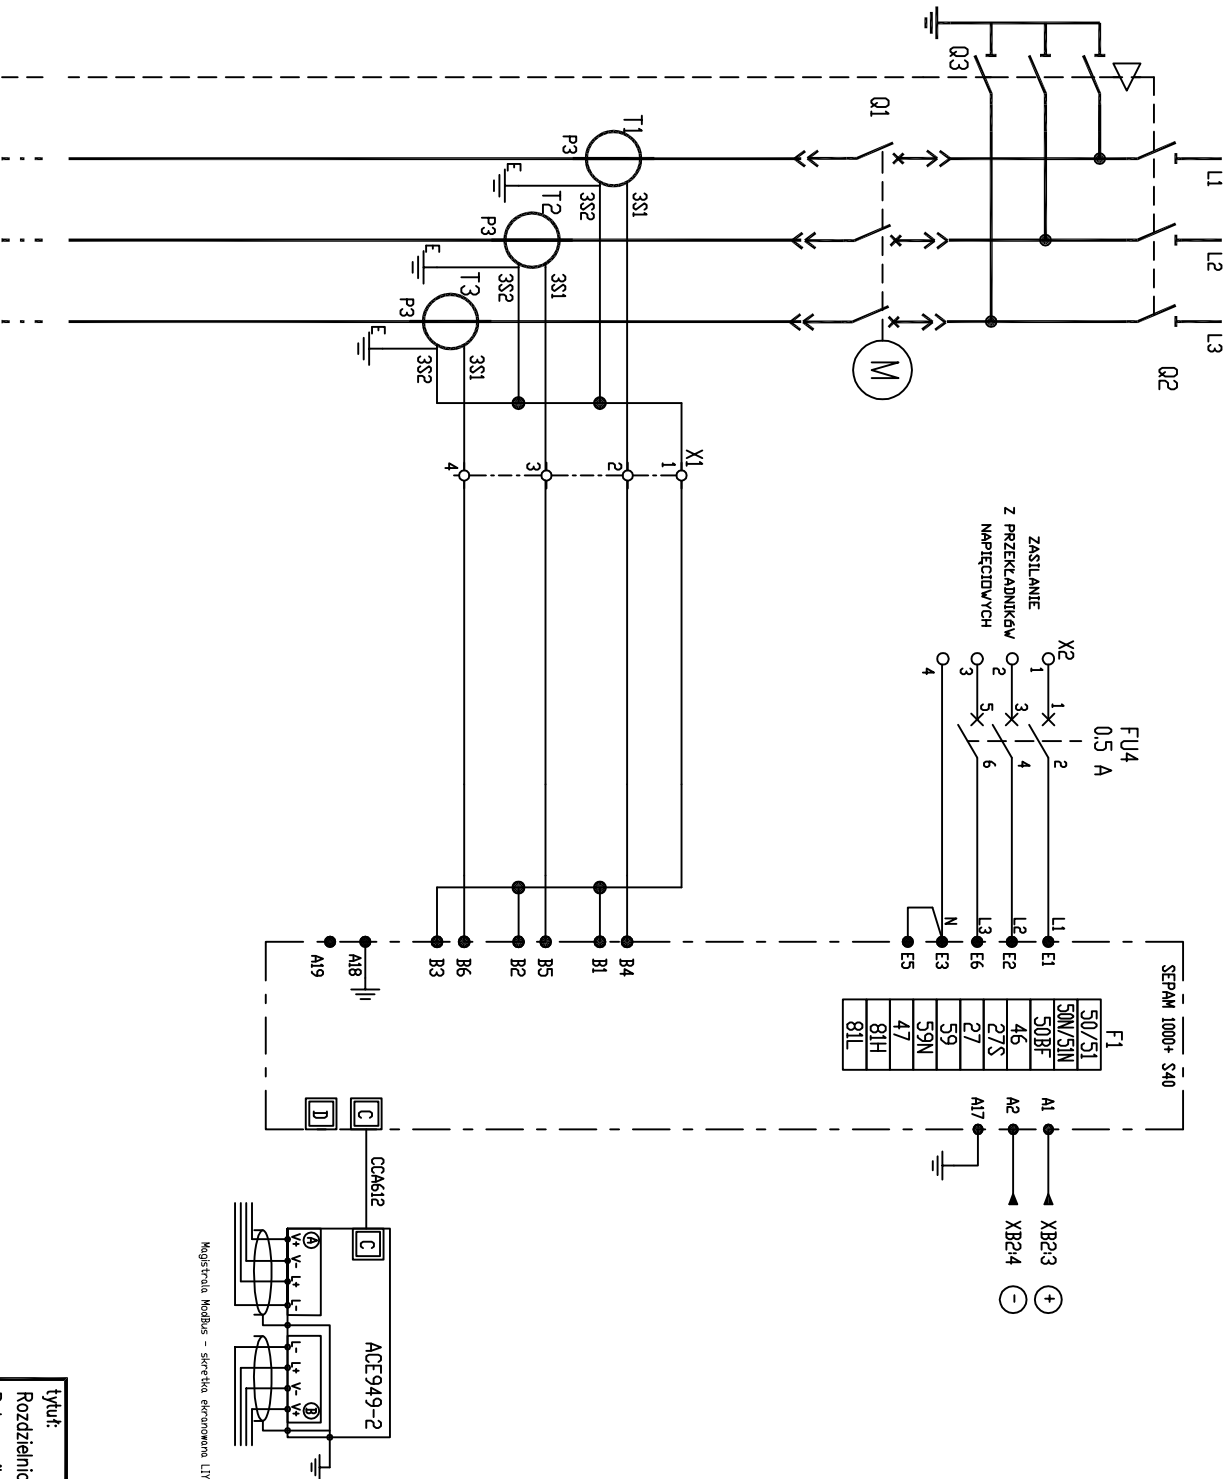 L1
L2
L3
Q2
Q3
Q1
T1
P3
E
3S2
3S1
T2
P3
E
3S2
3S1
T3
P3
E
3S2
3S1
M
X1
1
2
3
4
ZASILANIE
Z PRZEKŁADNIKÓW
NAPIĘCIOWYCH
X2
1
2
3
4
1
3
5
2
4
6
FU4
0.5 A
L1
L2
L3
N
E1
E2
E6
E3
E5
B4
B1
B5
B2
B6
B3
A18
A19
SEPAM 1000+ S40
F1
50/51
50N/51N
50BF
46
27S
27
59
59N
47
81H
81L
A1
A2
A17
XB2:3
+
XB2:4
-
C
D
CCA612
C
ACE949-2
A
V+
V-
L+
L-
L-
L+
V-
V+
B
Magistrala ModBus - skretka ekranowana LIY
tytuł: